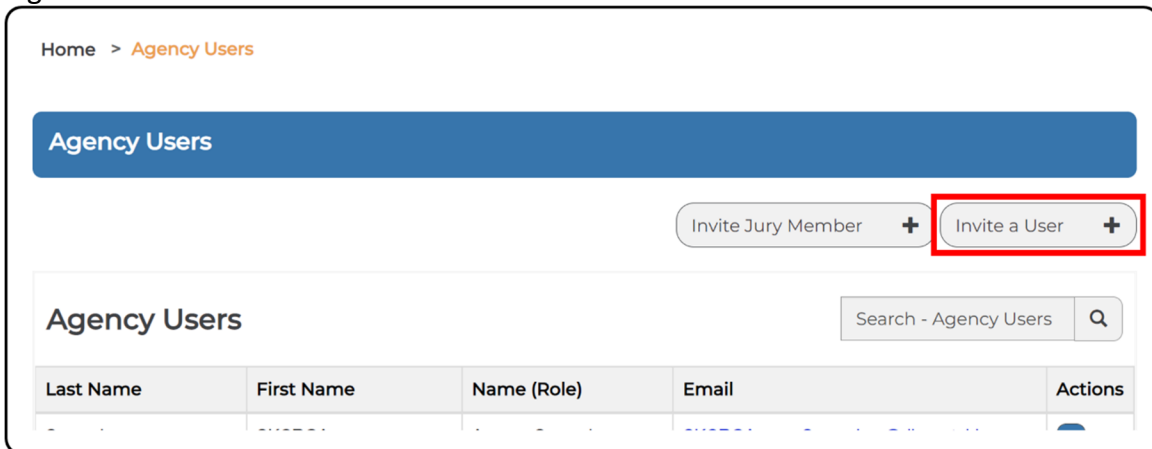 Home > Agency Users
Agency Users
Invite Jury Member + Invite a User +
Agency Users
Search - Agency Users
Last Name First Name Name (Role) Email Actions